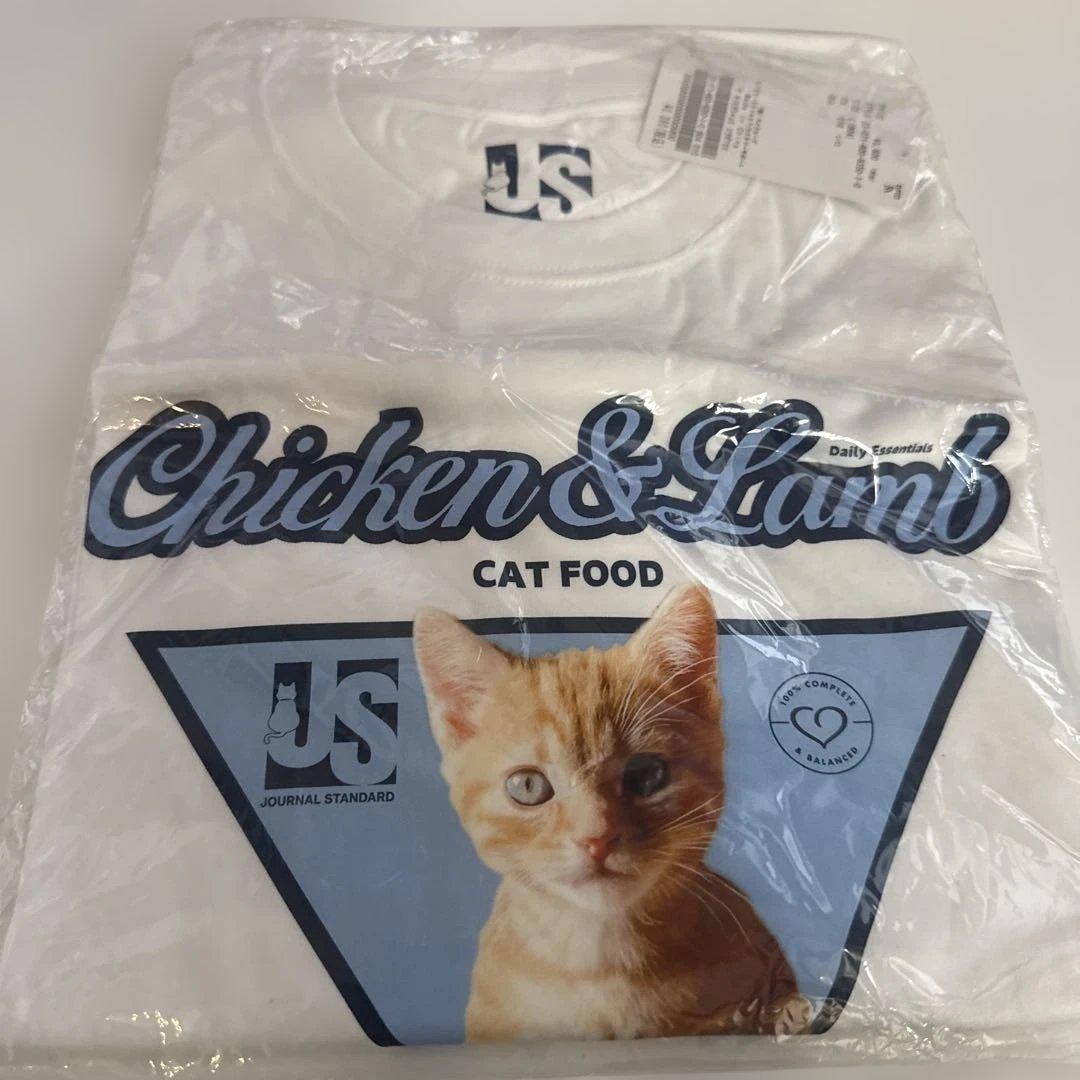 JS
Chicken & Lamb
Daily Essentials
CAT FOOD
JS
JOURNAL STANDARD
100% COMPLETE
& BALANCED